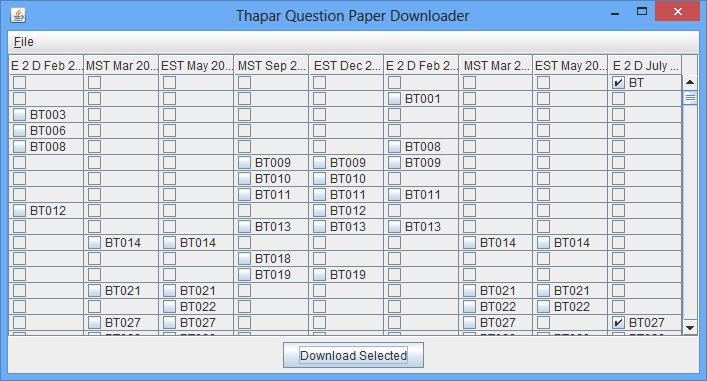 Thapar Question Paper Downloader
File
E 2 D Feb 2... MST Mar 20... EST May 20... MST Sep 2... EST Dec 2... E 2 D Feb 2... MST Mar 2... EST May 20... E 2 D July ...
BT
BT001
BT003
BT006
BT008 BT008
BT009 BT009 BT009
BT010 BT010
BT011 BT011 BT011
BT012 BT012
BT013 BT013 BT013
BT014 BT014 BT014 BT014
BT018
BT019 BT019
BT021 BT021 BT021 BT021
BT022 BT022 BT022
BT027 BT027 BT027 BT027
Download Selected